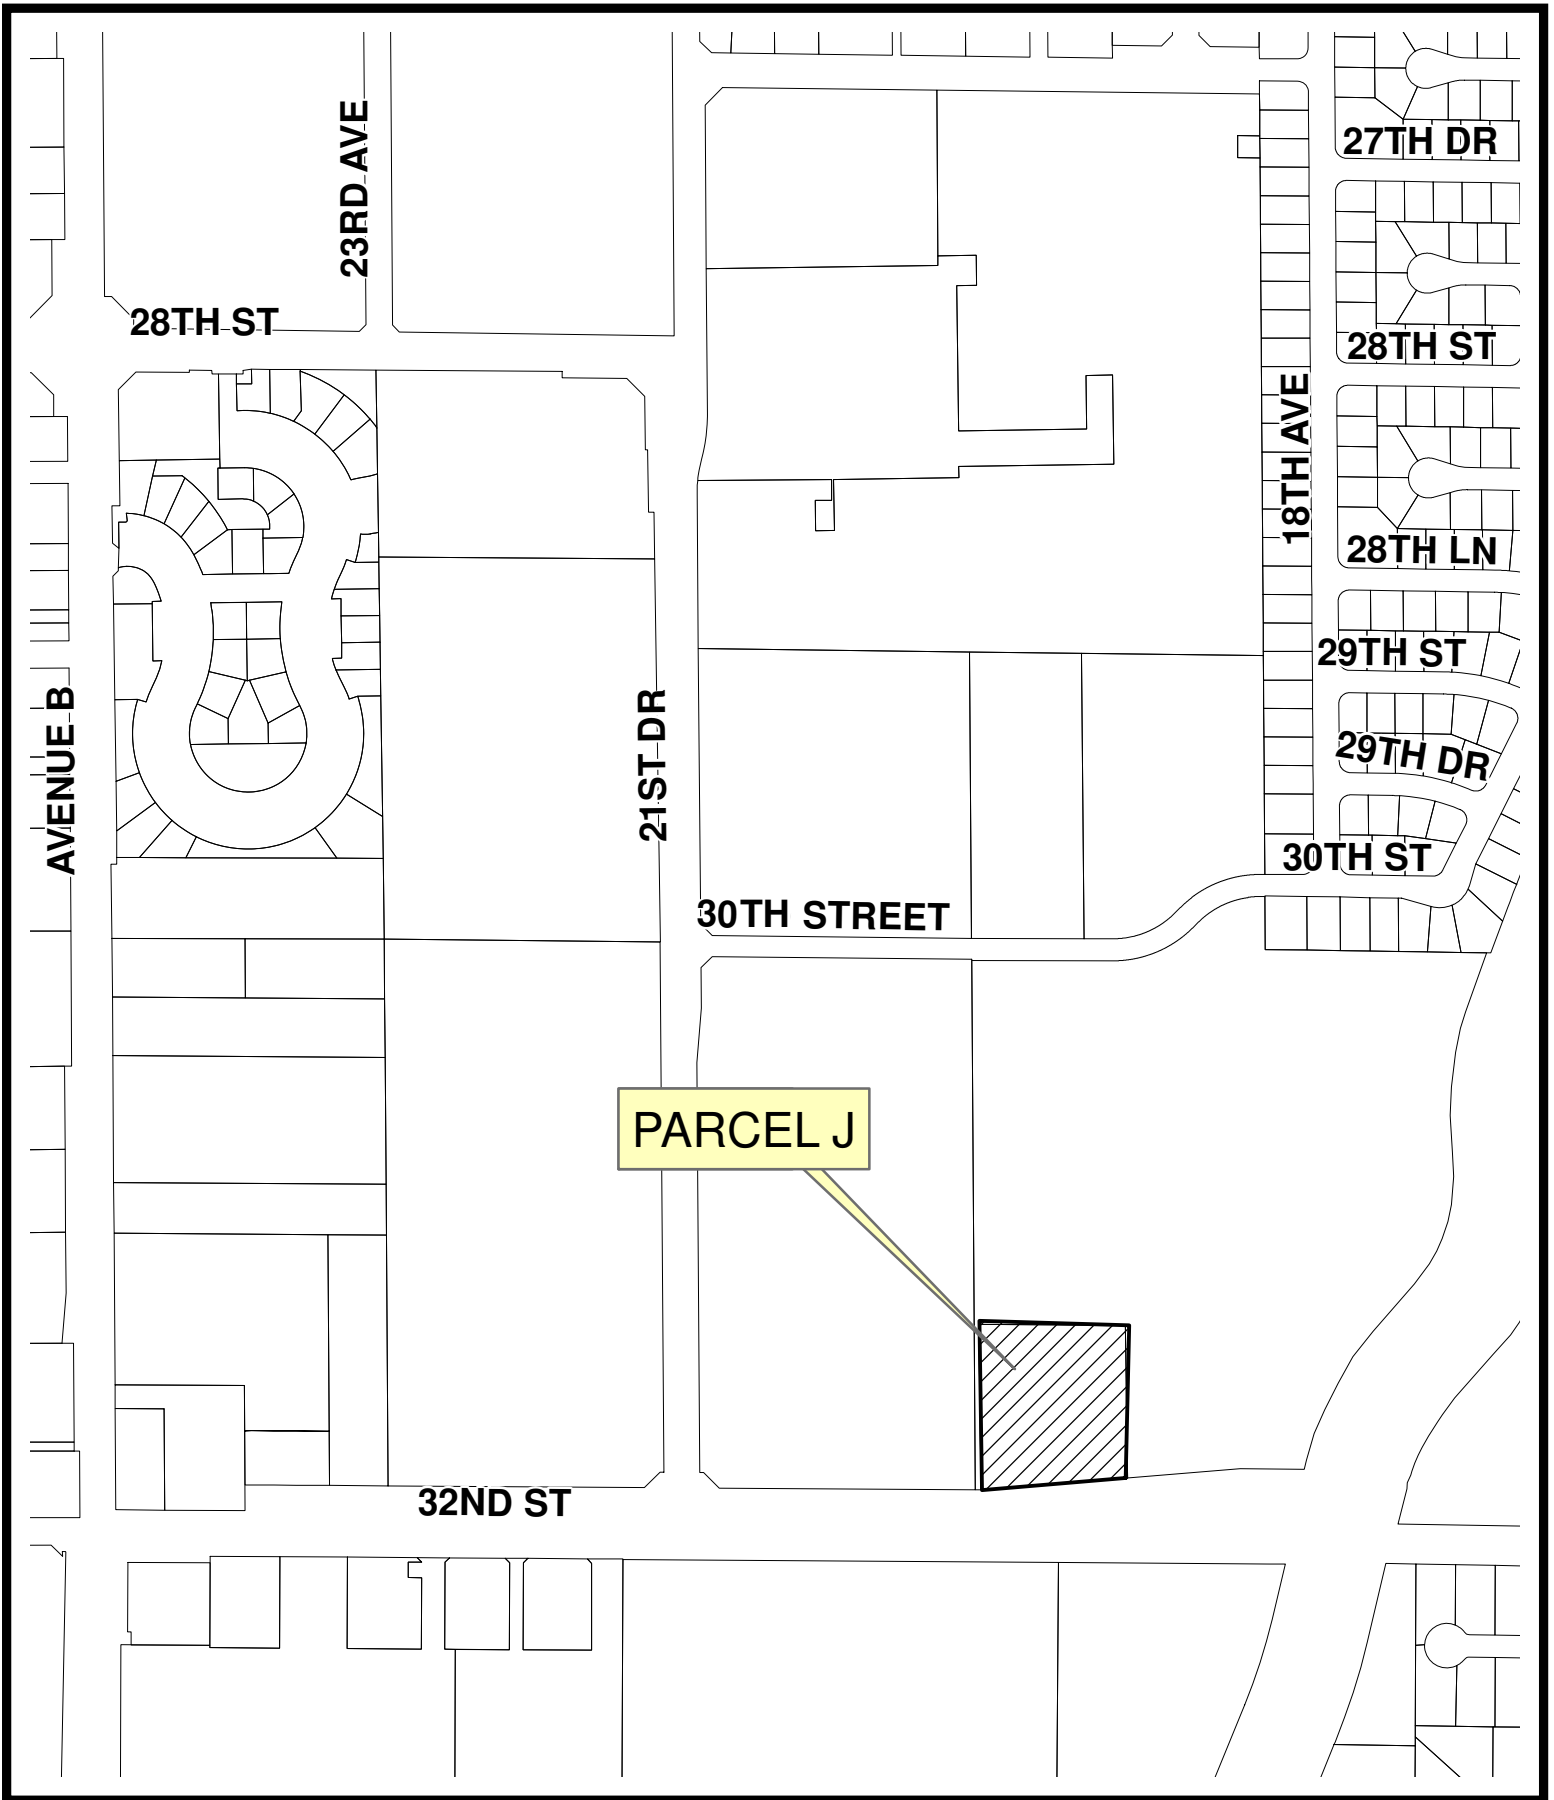 23RD AVE
27TH DR
28TH ST
28TH ST
18TH AVE
28TH LN
29TH ST
AVENUE B
21ST DR
29TH DR
30TH ST
30TH STREET
PARCEL J
32ND ST